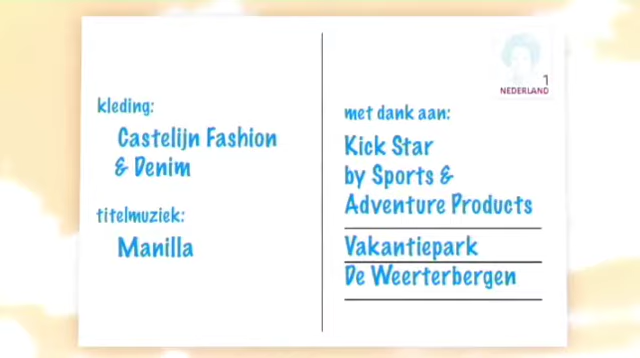 kleding:
Castelijn Fashion
& Denim
titelmuziek:
Manilla
1
NEDERLAND
met dank aan:
Kick Star
by Sports &
Adventure Products
Vakantiepark
De Weerterbergen